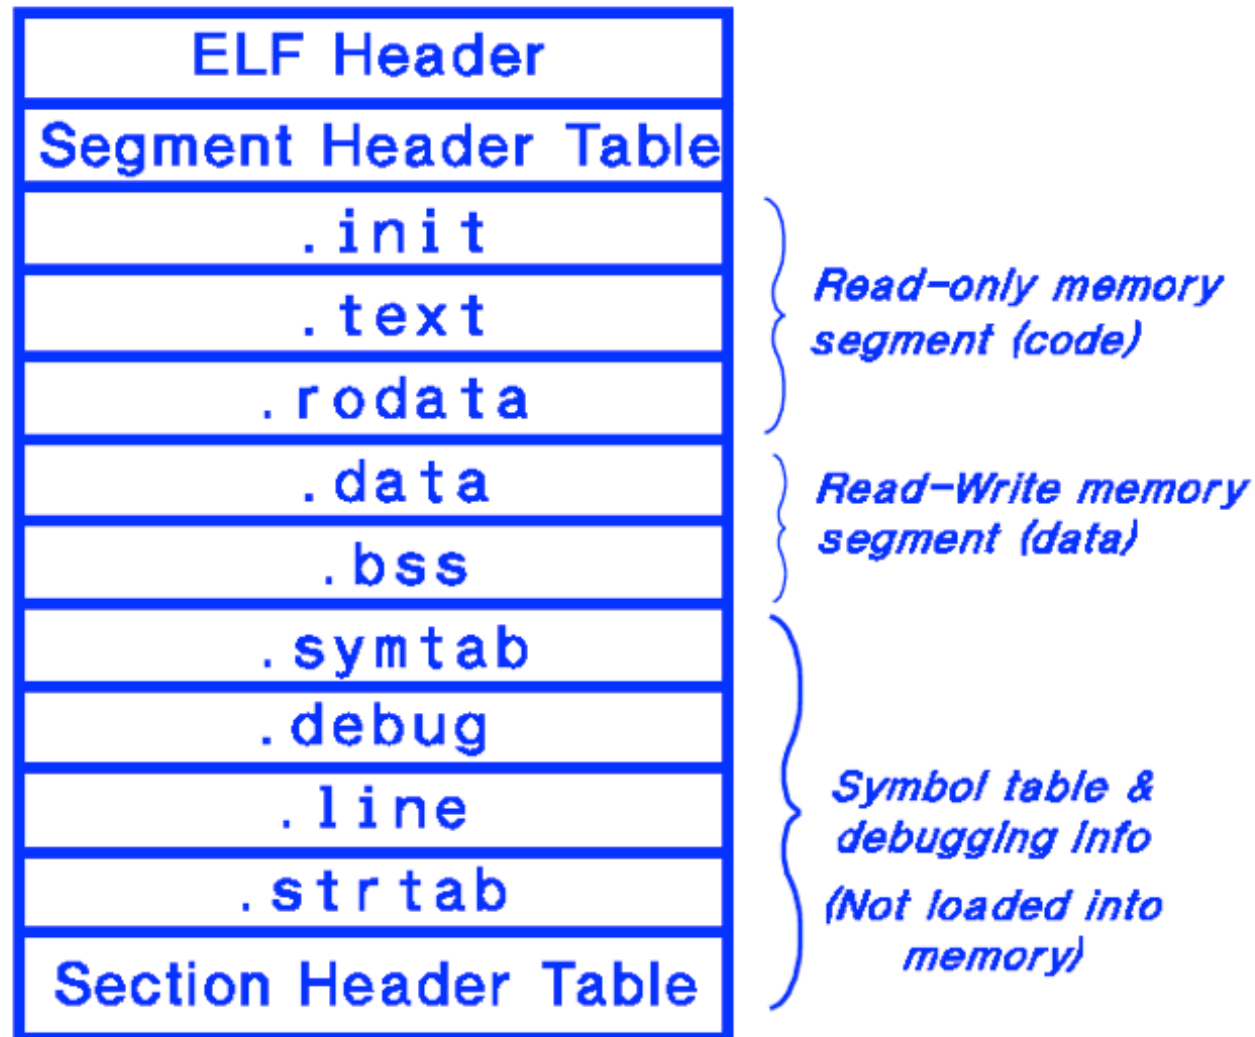 ELF Header
Segment Header Table
.init
.text
.rodata
.data
.bss
.symtab
.debug
.line
.strtab
Section Header Table
Read-only memory
segment (code)
Read-Write memory
segment (data)
Symbol table &
debugging info
(Not loaded into
memory)